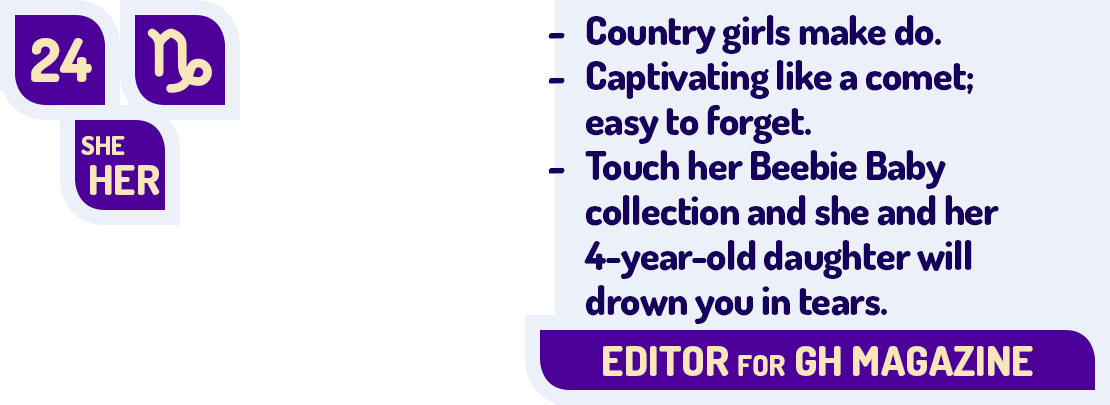 24 ♑
SHE
HER
– Country girls make do.
– Captivating like a comet;
easy to forget.
– Touch her Beebie Baby
collection and she and her
4-year-old daughter will
drown you in tears.
EDITOR FOR GH MAGAZINE